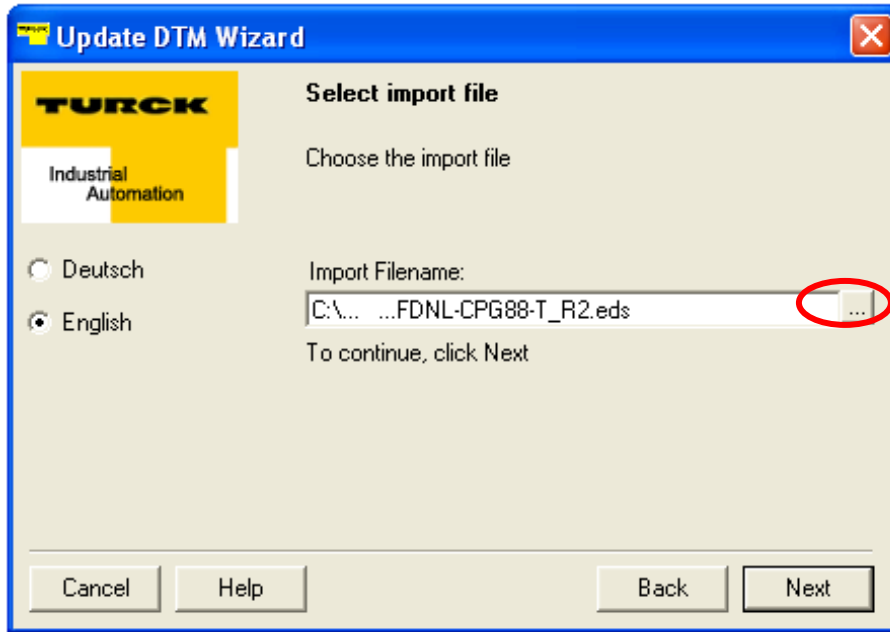 Update DTM Wizard
TURCK
Industrial
Automation
Select import file
Choose the import file
Deutsch
English
Import Filename:
C:\... ...FDNL-CPG88-T_R2.eds
...
To continue, click Next
Cancel
Help
Back
Next